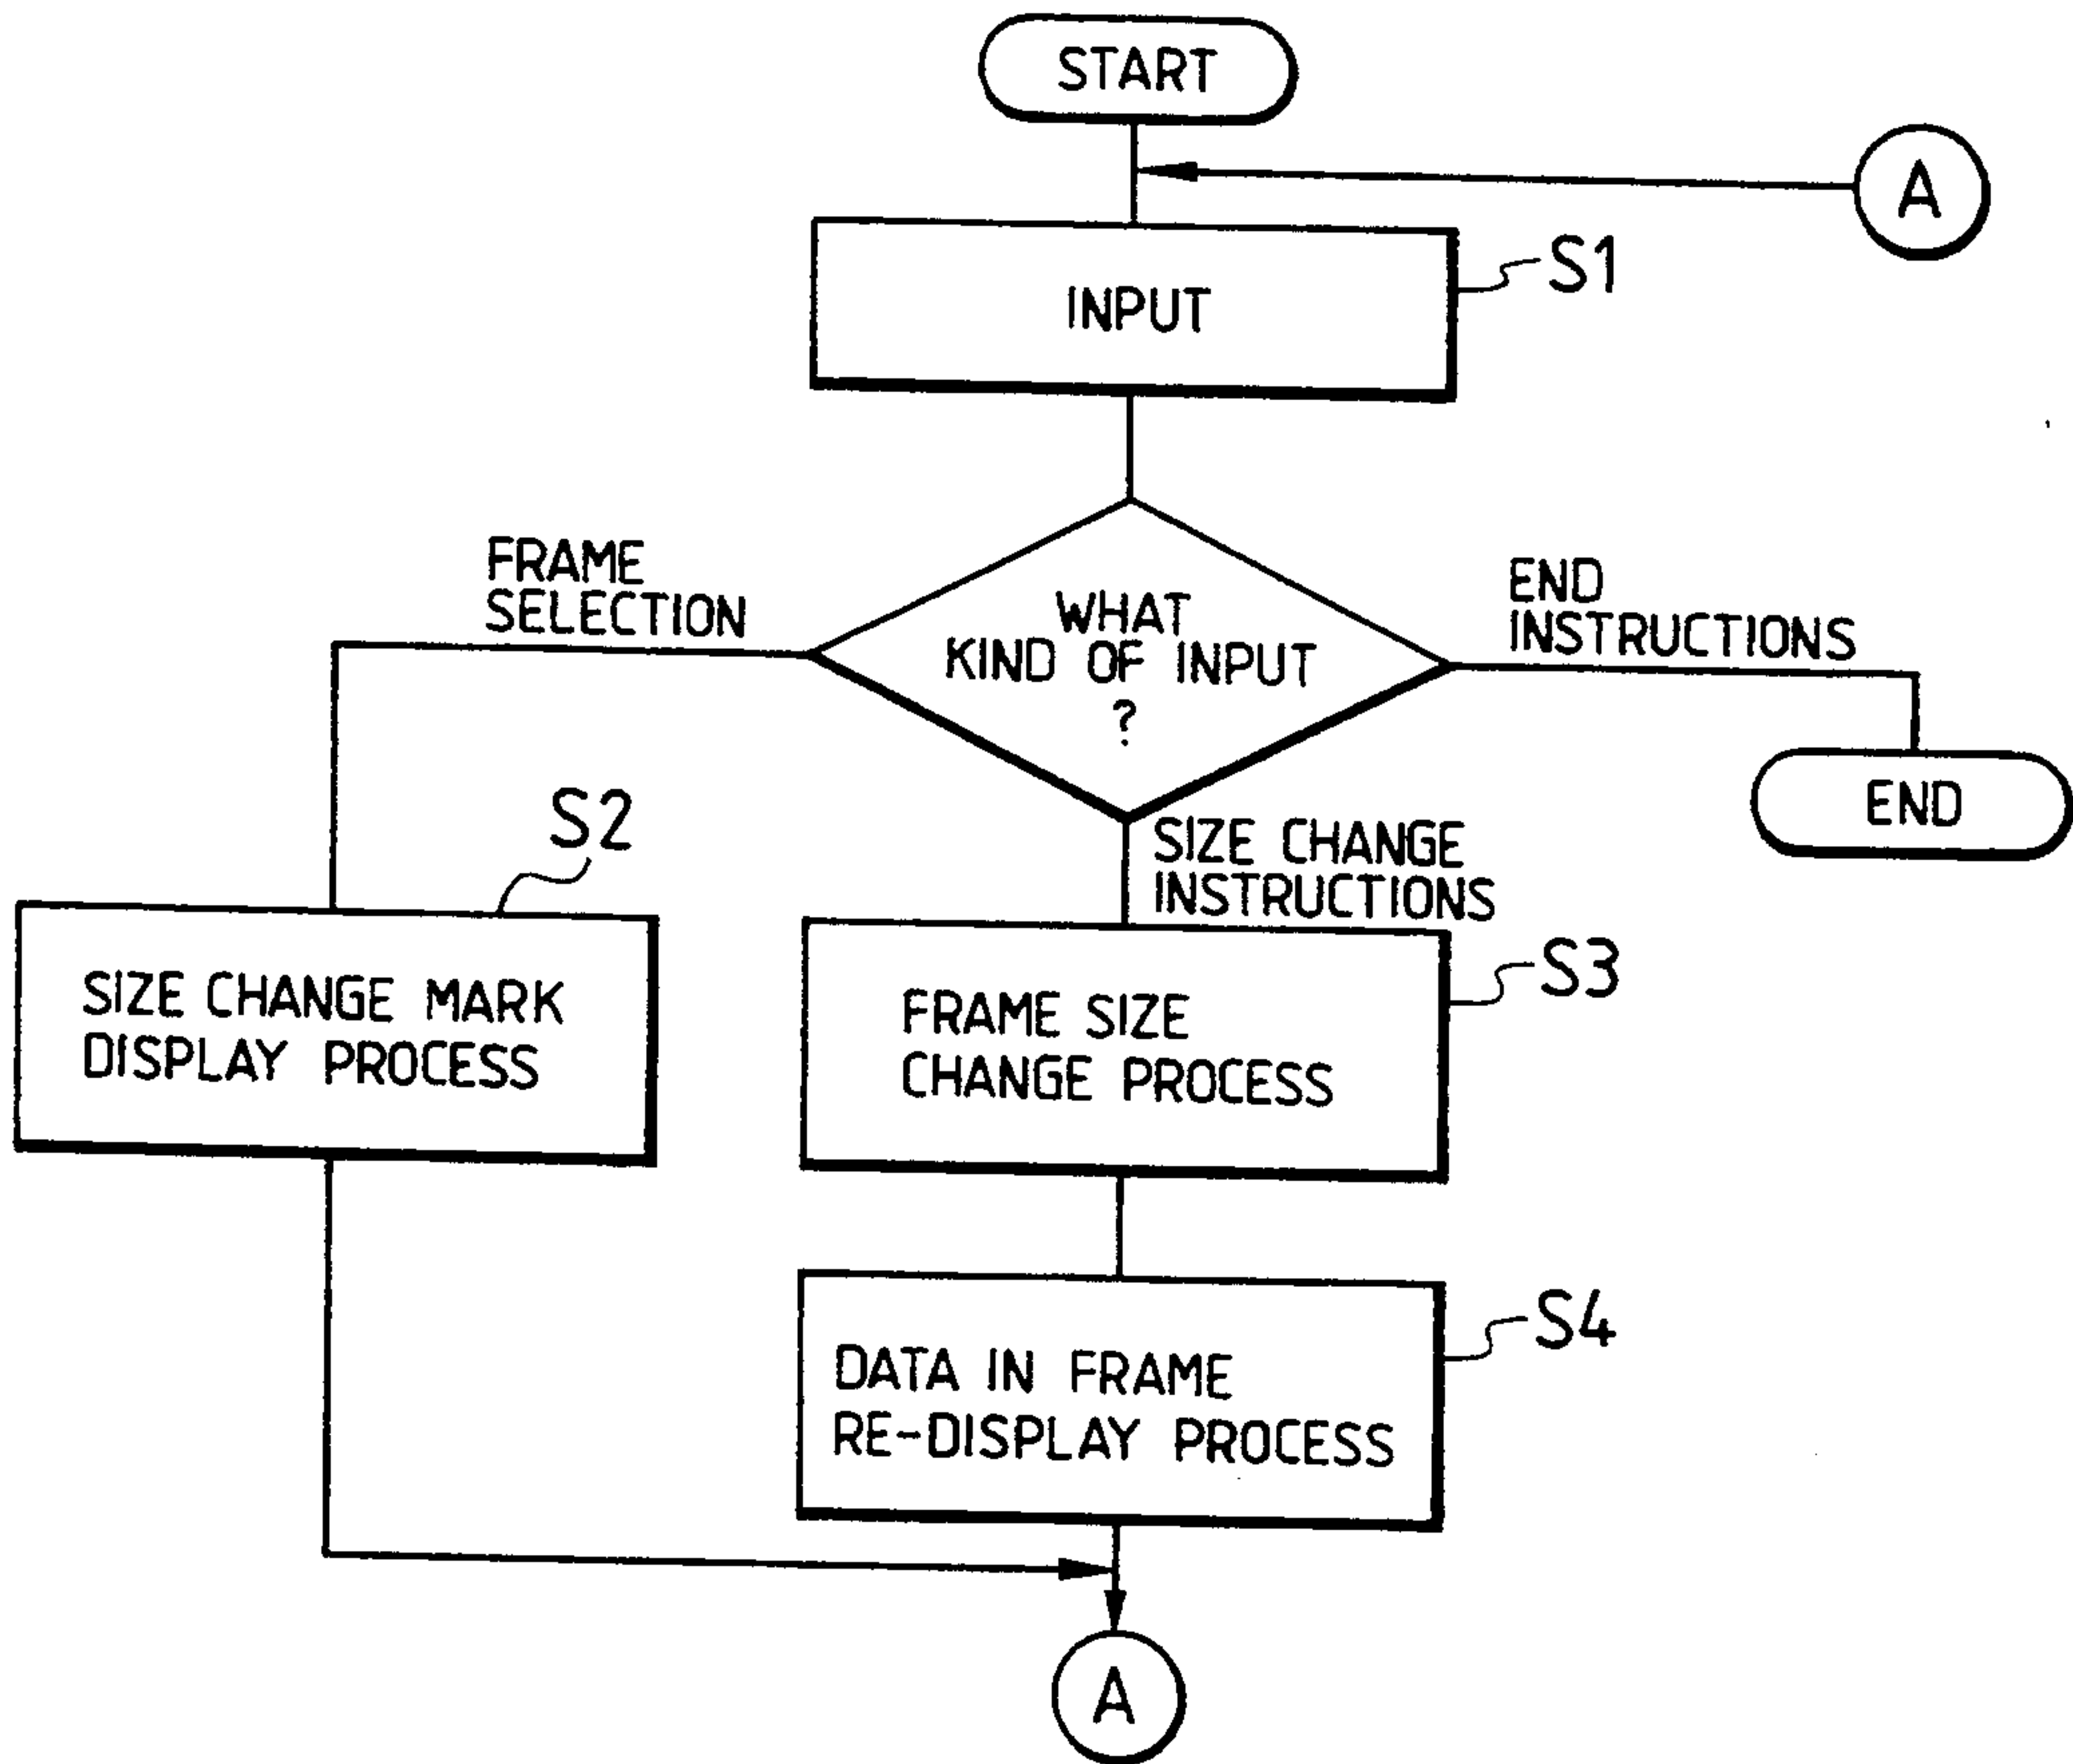 START
A
S1
INPUT
FRAME
SELECTION
WHAT
KIND OF INPUT
?
END
INSTRUCTIONS
END
S2
SIZE CHANGE
INSTRUCTIONS
SIZE CHANGE MARK
DISPLAY PROCESS
S3
FRAME SIZE
CHANGE PROCESS
S4
DATA IN FRAME
RE-DISPLAY PROCESS
A